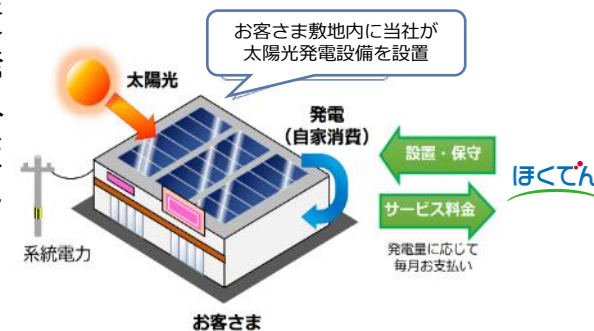 お客さま敷地内に当社が
太陽光発電設備を設置
太陽光
発電
(自家消費)
設置・保守
ほくでん
サービス料金
系統電力
発電量に応じて
毎月お支払い
お客さま